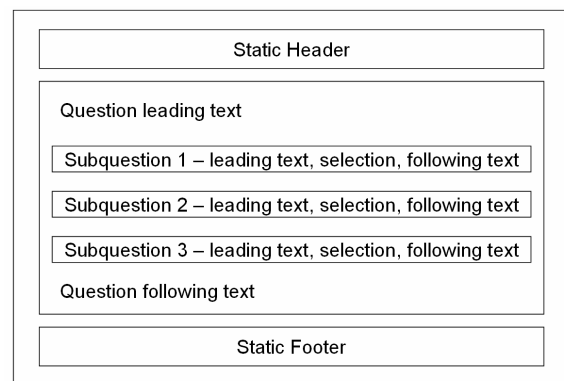 Static Header
Question leading text
Subquestion 1 – leading text, selection, following text
Subquestion 2 – leading text, selection, following text
Subquestion 3 – leading text, selection, following text
Question following text
Static Footer